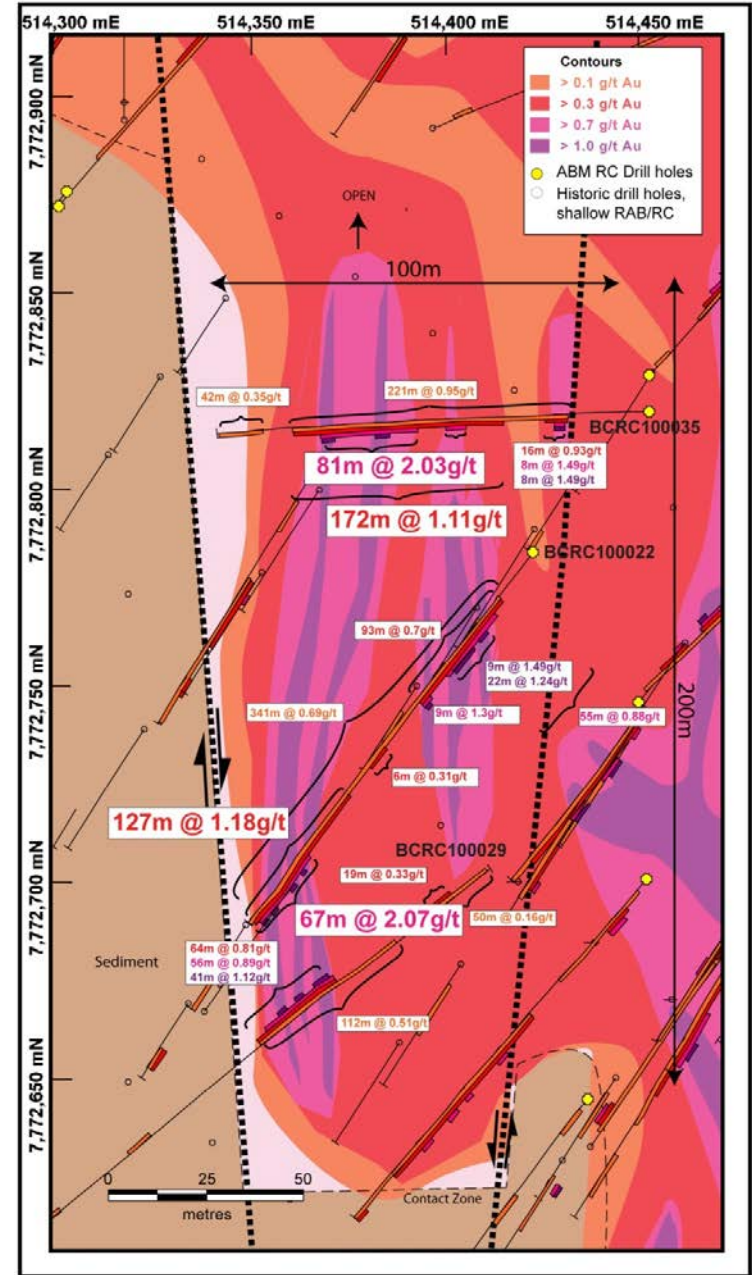 514,300 mE
514,350 mE
514,400 mE
514,450 mE
7,772,900 mN
7,772,850 mN
7,772,800 mN
7,772,750 mN
7,772,700 mN
7,772,650 mN
Contours
> 0.1 g/t Au
> 0.3 g/t Au
> 0.7 g/t Au
> 1.0 g/t Au
ABM RC Drill holes
Historic drill holes,
shallow RAB/RC
OPEN
100m
42m @ 0.35g/t
221m @ 0.95g/t
BCRC100035
81m @ 2.03g/t
16m @ 0.93g/t
8m @ 1.49g/t
8m @ 1.49g/t
172m @ 1.11g/t
BCRC100022
93m @ 0.7g/t
9m @ 1.49g/t
22m @ 1.24g/t
341m @ 0.69g/t
9m @ 1.3g/t
55m @ 0.88g/t
200m
6m @ 0.31g/t
127m @ 1.18g/t
BCRC100029
19m @ 0.33g/t
67m @ 2.07g/t
50m @ 0.16g/t
64m @ 0.81g/t
56m @ 0.89g/t
41m @ 1.12g/t
Sediment
112m @ 0.51g/t
0 25 50
metres
Contact Zone